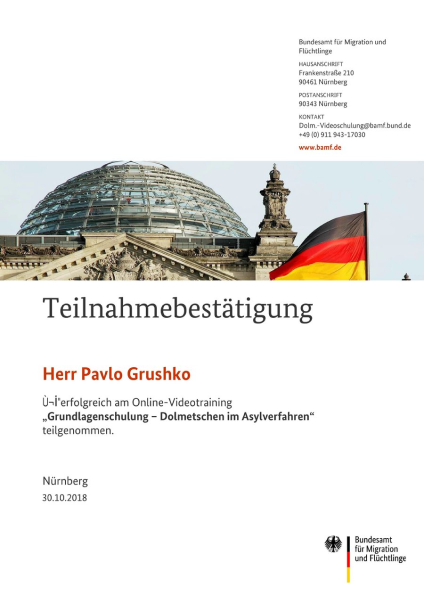 Bundesamt für Migration und
Flüchtlinge
HAUSANSCHRIFT
Frankenstraße 210
90461 Nürnberg
POSTANSCHRIFT
90343 Nürnberg
KONTAKT
Dolm.-Videoschulung@bamf.bund.de
+49 (0) 911 943-17030
www.bamf.de
Teilnahmebestätigung
Herr Pavlo Grushko
erfolgreich am Online-Videotraining
„Grundlagenschulung – Dolmetschen im Asylverfahren“
teilgenommen.
Nürnberg
30.10.2018
Bundesamt
für Migration
und Flüchtlinge